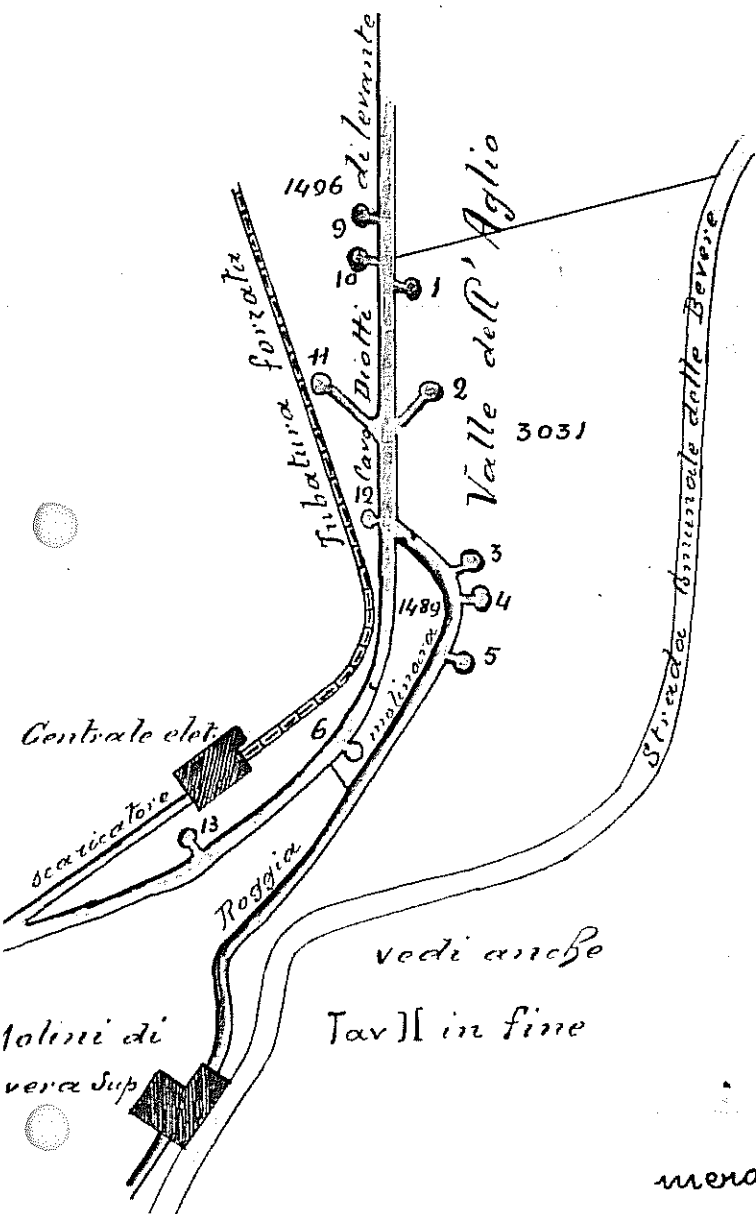 Cavo Diotti di levante
1496
9
10
1
Valle dell' Aglio
Tubatura forzata
11
2
3031
Strada Comunale delle Bevere
12
3
4
1489
5
6
Centrale elet.
scaricatore
13
Roggia molinara
vedi anche
Tav II in fine
Molini di
vera Sup